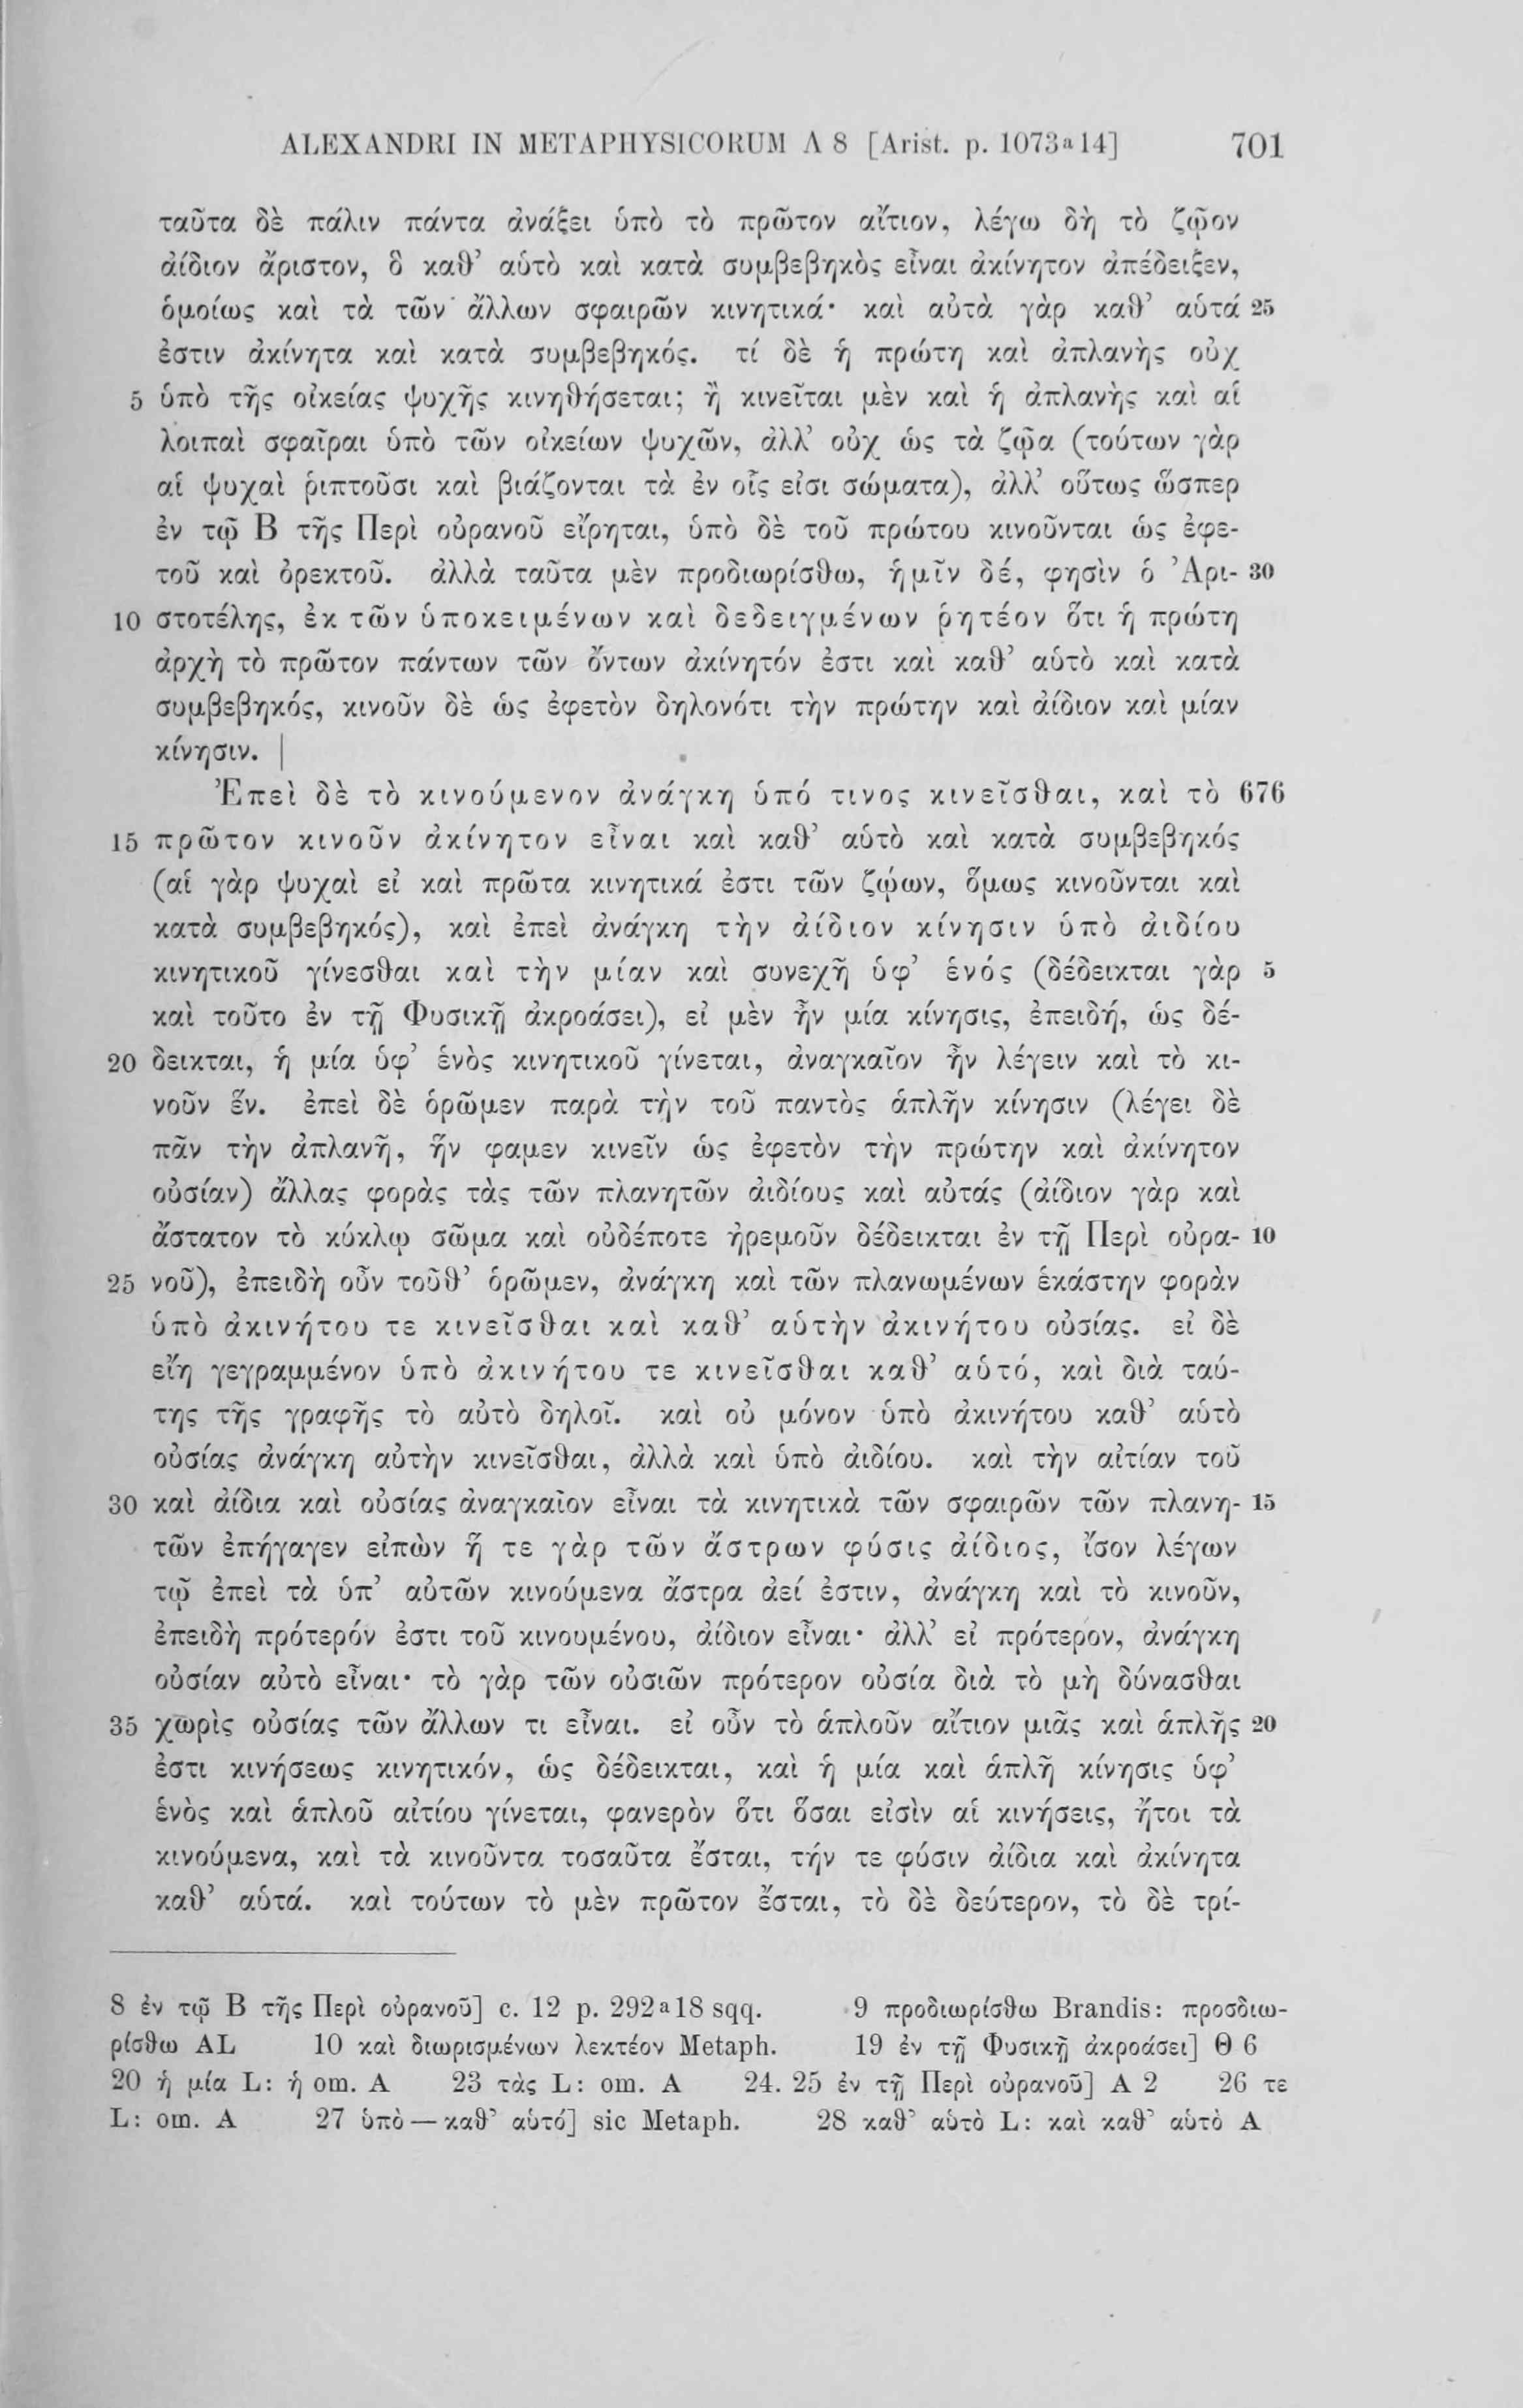 ALEXANDRI IN METAPHYSICORUM Λ 8 [Arist. p. 1073a14] 701
ταῦτα δὲ πάλιν πάντα ἀνάξει ὑπὸ τὸ πρῶτον αἴτιον, λέγω δὴ τὸ ζῷον
ἀίδιον ἄριστον, ὃ καθ’ αὑτὸ καὶ κατὰ συμβεβηκὸς εἶναι ἀκίνητον ἀπέδειξεν,
ὁμοίως καὶ τὰ τῶν ἄλλων σφαιρῶν κινητικά· καὶ αὐτὰ γὰρ καθ’ αὑτά 25
ἐστιν ἀκίνητα καὶ κατὰ συμβεβηκός. τί δὲ ἡ πρώτη καὶ ἀπλανὴς οὐχ
5 ὑπὸ τῆς οἰκείας ψυχῆς κινηθήσεται; ἢ κινεῖται μὲν καὶ ἡ ἀπλανὴς καὶ αἱ
λοιπαὶ σφαῖραι ὑπὸ τῶν οἰκείων ψυχῶν, ἀλλ’ οὐχ ὡς τὰ ζῷα (τούτων γὰρ
αἱ ψυχαὶ ῥιπτοῦσι καὶ βιάζονται τὰ ἐν οἷς εἰσι σώματα), ἀλλ’ οὕτως ὥσπερ
ἐν τῷ Β τῆς Περὶ οὐρανοῦ εἴρηται, ὑπὸ δὲ τοῦ πρώτου κινοῦνται ὡς ἐφε-
τοῦ καὶ ὀρεκτοῦ. ἀλλὰ ταῦτα μὲν προδιωρίσθω, ἡμῖν δέ, φησὶν ὁ Ἀρι- 30
10 στοτέλης, ἐκ τῶν ὑποκειμένων καὶ δεδειγμένων ῥητέον ὅτι ἡ πρώτη
ἀρχὴ τὸ πρῶτον πάντων τῶν ὄντων ἀκίνητόν ἐστι καὶ καθ’ αὑτὸ καὶ κατὰ
συμβεβηκός, κινοῦν δὲ ὡς ἐφετὸν δηλονότι τὴν πρώτην καὶ ἀίδιον καὶ μίαν
κίνησιν. |
Ἐπεὶ δὲ τὸ κινούμενον ἀνάγκη ὑπό τινος κινεῖσθαι, καὶ τὸ 676
15 πρῶτον κινοῦν ἀκίνητον εἶναι καὶ καθ’ αὑτὸ καὶ κατὰ συμβεβηκός
(αἱ γὰρ ψυχαὶ εἰ καὶ πρῶτα κινητικά ἐστι τῶν ζῴων, ὅμως κινοῦνται καὶ
κατὰ συμβεβηκός), καὶ ἐπεὶ ἀνάγκη τὴν ἀίδιον κίνησιν ὑπὸ ἀιδίου
κινητικοῦ γίνεσθαι καὶ τὴν μίαν καὶ συνεχῆ ὑφ’ ἑνός (δέδεικται γὰρ 5
καὶ τοῦτο ἐν τῇ Φυσικῇ ἀκροάσει), εἰ μὲν ἦν μία κίνησις, ἐπειδή, ὡς δέ-
20 δεικται, ἡ μία ὑφ’ ἑνὸς κινητικοῦ γίνεται, ἀναγκαῖον ἦν λέγειν καὶ τὸ κι-
νοῦν ἕν. ἐπεὶ δὲ ὁρῶμεν παρὰ τὴν τοῦ παντὸς ἁπλῆν κίνησιν (λέγει δὲ
πᾶν τὴν ἀπλανῆ, ἥν φαμεν κινεῖν ὡς ἐφετὸν τὴν πρώτην καὶ ἀκίνητον
οὐσίαν) ἄλλας φορὰς τὰς τῶν πλανητῶν ἀιδίους καὶ αὐτάς (ἀίδιον γὰρ καὶ
ἄστατον τὸ κύκλῳ σῶμα καὶ οὐδέποτε ἠρεμοῦν δέδεικται ἐν τῇ Περὶ οὐρα- 10
25 νοῦ), ἐπειδὴ οὖν τοῦθ’ ὁρῶμεν, ἀνάγκη καὶ τῶν πλανωμένων ἑκάστην φορὰν
ὑπὸ ἀκινήτου τε κινεῖσθαι καὶ καθ’ αὑτὴν ἀκινήτου οὐσίας. εἰ δὲ
εἴη γεγραμμένον ὑπὸ ἀκινήτου τε κινεῖσθαι καθ’ αὑτό, καὶ διὰ ταύ-
της τῆς γραφῆς τὸ αὐτὸ δηλοῖ. καὶ οὐ μόνον ὑπὸ ἀκινήτου καθ’ αὑτὸ
οὐσίας ἀνάγκη αὐτὴν κινεῖσθαι, ἀλλὰ καὶ ὑπὸ ἀιδίου. καὶ τὴν αἰτίαν τοῦ
30 καὶ ἀίδια καὶ οὐσίας ἀναγκαῖον εἶναι τὰ κινητικὰ τῶν σφαιρῶν τῶν πλανη- 15
τῶν ἐπήγαγεν εἰπὼν ἥ τε γὰρ τῶν ἄστρων φύσις ἀίδιος, ἴσον λέγων
τῷ ἐπεὶ τὰ ὑπ’ αὐτῶν κινούμενα ἄστρα ἀεί ἐστιν, ἀνάγκη καὶ τὸ κινοῦν,
ἐπειδὴ πρότερόν ἐστι τοῦ κινουμένου, ἀίδιον εἶναι· ἀλλ’ εἰ πρότερον, ἀνάγκη
οὐσίαν αὐτὸ εἶναι· τὸ γὰρ τῶν οὐσιῶν πρότερον οὐσία διὰ τὸ μὴ δύνασθαι
35 χωρὶς οὐσίας τῶν ἄλλων τι εἶναι. εἰ οὖν τὸ ἁπλοῦν αἴτιον μιᾶς καὶ ἁπλῆς 20
ἐστι κινήσεως κινητικόν, ὡς δέδεικται, καὶ ἡ μία καὶ ἁπλῆ κίνησις ὑφ’
ἑνὸς καὶ ἁπλοῦ αἰτίου γίνεται, φανερὸν ὅτι ὅσαι εἰσὶν αἱ κινήσεις, ἤτοι τὰ
κινούμενα, καὶ τὰ κινοῦντα τοσαῦτα ἔσται, τήν τε φύσιν ἀίδια καὶ ἀκίνητα
καθ’ αὑτά. καὶ τούτων τὸ μὲν πρῶτον ἔσται, τὸ δὲ δεύτερον, τὸ δὲ τρί-
8 ἐν τῷ Β τῆς Περὶ οὐρανοῦ] c. 12 p. 292a18 sqq. 9 προδιωρίσθω Brandis: προσδιω-
ρίσθω AL 10 καὶ διωρισμένων λεκτέον Metaph. 19 ἐν τῇ Φυσικῇ ἀκροάσει] Θ 6
20 ἡ μία L: ἡ om. A 23 τὰς L: om. A 24. 25 ἐν τῇ Περὶ οὐρανοῦ] A 2 26 τε
L: om. A 27 ὑπὸ — καθ’ αὑτό] sic Metaph. 28 καθ’ αὑτὸ L: καὶ καθ’ αὑτὸ A